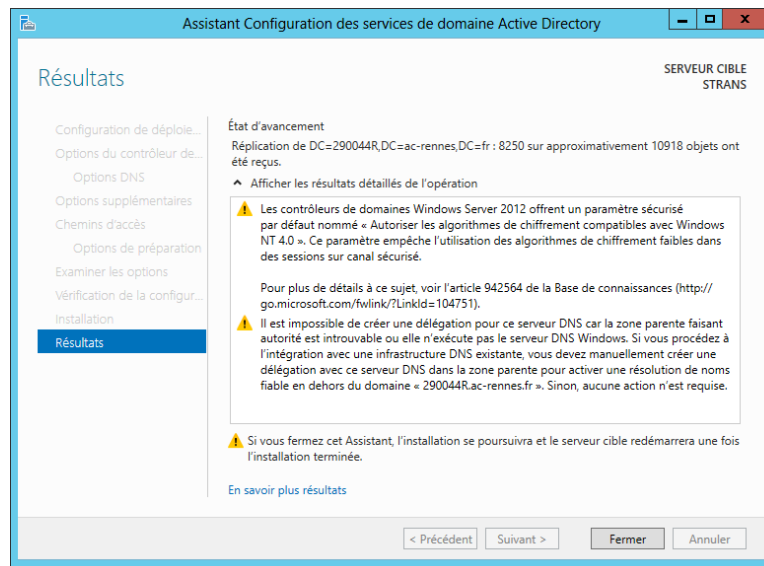 Assistant Configuration des services de domaine Active Directory
Résultats
SERVEUR CIBLE
STRANS
Configuration de déploie...
Options du contrôleur de...
Options DNS
Options supplémentaires
Chemins d'accès
Options de préparation
Examiner les options
Vérification de la configur...
Installation
Résultats
État d'avancement
Réplication de DC=290044R,DC=ac-rennes,DC=fr : 8250 sur approximativement 10918 objets ont
été reçus.
Afficher les résultats détaillés de l'opération
Les contrôleurs de domaines Windows Server 2012 offrent un paramètre sécurisé
par défaut nommé « Autoriser les algorithmes de chiffrement compatibles avec Windows
NT 4.0 ». Ce paramètre empêche l'utilisation des algorithmes de chiffrement faibles dans
des sessions sur canal sécurisé.
Pour plus de détails à ce sujet, voir l'article 942564 de la Base de connaissances (http://
go.microsoft.com/fwlink/?LinkId=104751).
Il est impossible de créer une délégation pour ce serveur DNS car la zone parente faisant
autorité est introuvable ou elle n'exécute pas le serveur DNS Windows. Si vous procédez à
l'intégration avec une infrastructure DNS existante, vous devez manuellement créer une
délégation avec ce serveur DNS dans la zone parente pour activer une résolution de noms
fiable en dehors du domaine « 290044R.ac-rennes.fr ». Sinon, aucune action n'est requise.
Si vous fermez cet Assistant, l'installation se poursuivra et le serveur cible redémarrera une fois
l'installation terminée.
En savoir plus résultats
< Précédent
Suivant >
Fermer
Annuler